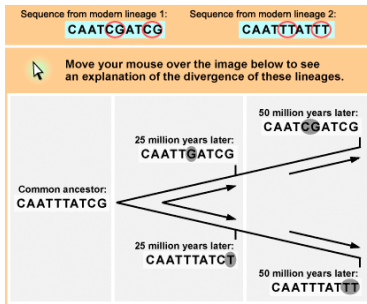 Sequence from modern lineage 1:
CAATCGATCG
Sequence from modern lineage 2:
CAATTTATTT
Move your mouse over the image below to see
an explanation of the divergence of these lineages.
Common ancestor:
CAATTTATCG
25 million years later:
CAATTGATCG
25 million years later:
CAATTTATCT
50 million years later:
CAATCGATCG
50 million years later:
CAATTTATTT